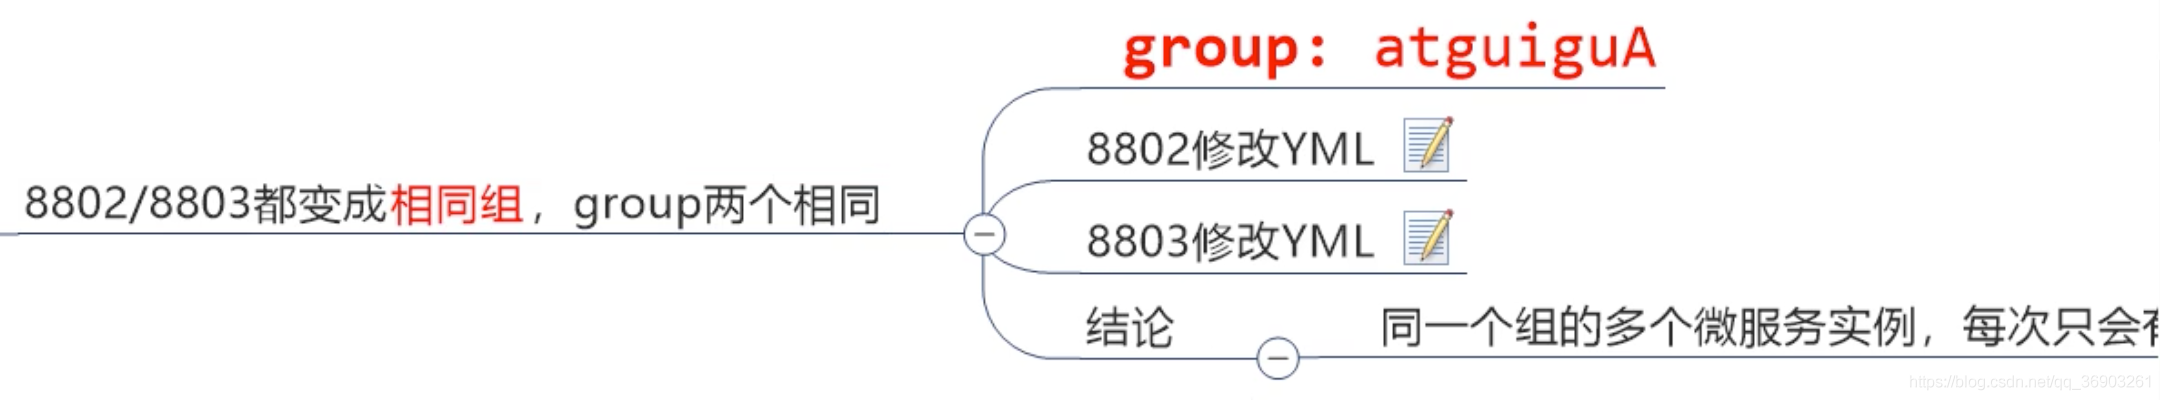 group: atguiguA
8802修改YML
8802/8803都变成相同组，group两个相同
8803修改YML
结论
同一个组的多个微服务实例，每次只会
https://blog.csdn.net/qq_36903261